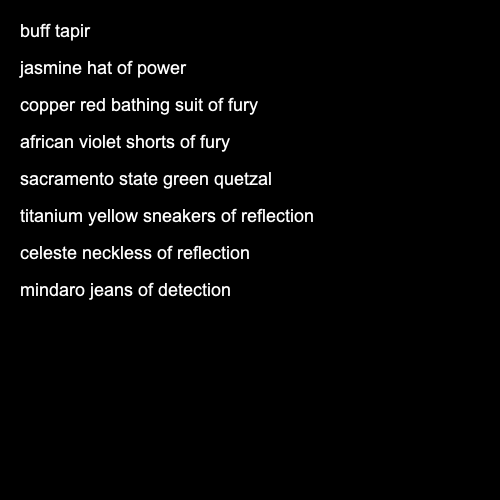 buff tapir
jasmine hat of power
copper red bathing suit of fury
african violet shorts of fury
sacramento state green quetzal
titanium yellow sneakers of reflection
celeste neckless of reflection
mindaro jeans of detection